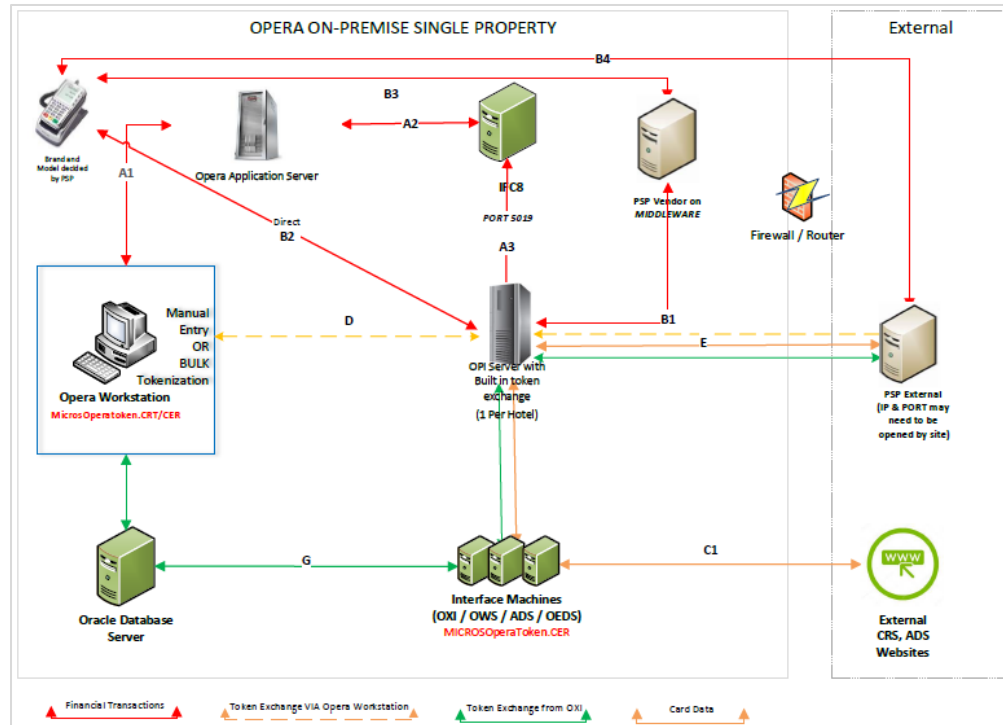 OPERA ON-PREMISE SINGLE PROPERTY
External
B4
B3
A2
Brand and
Model decided
by PSP
A1
Opera Application Server
IFC8
PSP Vendor on
MIDDLEWARE
PORT 5019
Direct
B2
Firewall / Router
A3
Manual
Entry
OR
BULK
Tokenization
D
B1
E
Opera Workstation
MicrosOperatoken.CRT/CER
OPI Server with
Built in token
exchange
(1 Per Hotel)
PSP External
(IP & PORT may
need to be
opened by site)
G
C1
WWW
Oracle Database
Server
Interface Machines
(OXI / OWS / ADS / OEDS)
MICROSOperaToken.CER
External
CRS, ADS
Websites
Financial Transactions
Token Exchange VIA Opera Workstation
Token Exchange from OXI
Card Data